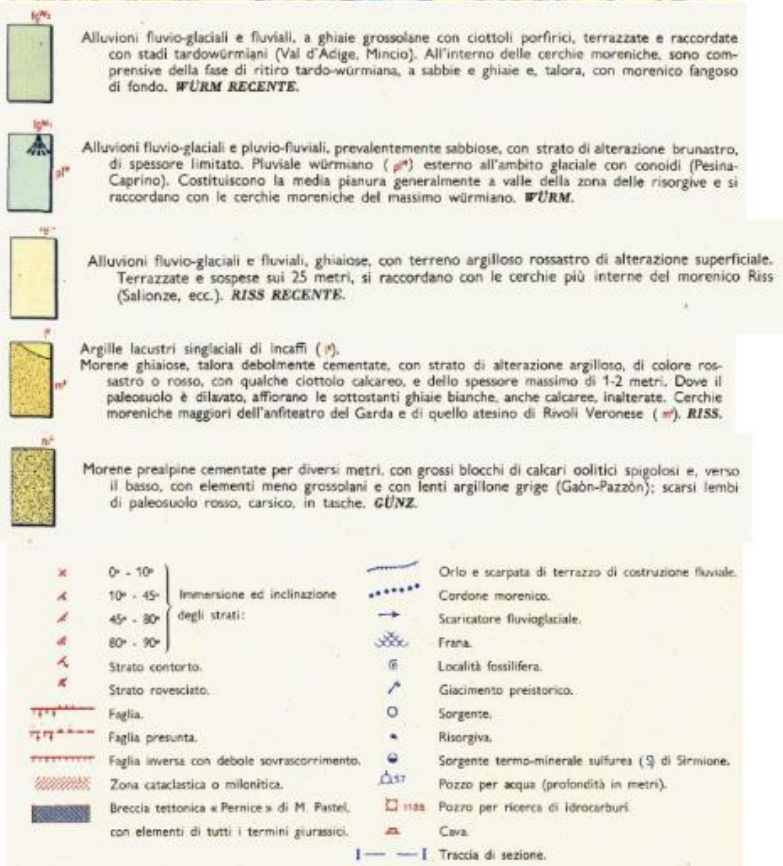 fgW₂
Alluvioni fluvio-glaciali e fluviali, a ghiaie grossolane con ciottoli porfirici, terrazzate e raccordate
con stadi tardowürmiani (Val d'Adige, Mincio). All'interno delle cerchie moreniche, sono com-
prensive della fase di ritiro tardo-würmiana, a sabbie e ghiaie e, talora, con morenico fangoso
di fondo. WÜRM RECENTE.
fgW₁
plW
Alluvioni fluvio-glaciali e pluvio-fluviali, prevalentemente sabbiose, con strato di alterazione brunastro,
di spessore limitato. Pluviale würmiano ( plW) esterno all'ambito glaciale con conoidi (Pesina-
Caprino). Costituiscono la media pianura generalmente a valle della zona delle risorgive e si
raccordano con le cerchie moreniche del massimo würmiano. WÜRM.
Alluvioni fluvio-glaciali e fluviali, ghiaiose, con terreno argilloso rossastro di alterazione superficiale.
Terrazzate e sospese sui 25 metri, si raccordano con le cerchie più interne del morenico Riss
(Salionze, ecc.). RISS RECENTE.
Argille lacustri singlaciali di Incaffi ( lR).
mR
Morene ghiaiose, talora debolmente cementate, con strato di alterazione argilloso, di colore ros-
sastro o rosso, con qualche ciottolo calcareo, e dello spessore massimo di 1-2 metri. Dove il
paleosuolo è dilavato, affiorano le sottostanti ghiaie bianche, anche calcaree, inalterate. Cerchie
moreniche maggiori dell'anfiteatro del Garda e di quello atesino di Rivoli Veronese ( mR). RISS.
Morene prealpine cementate per diversi metri, con grossi blocchi di calcari oolitici spigolosi e, verso
il basso, con elementi meno grossolani e con lenti argillone grige (Gaòn-Pazzòn); scarsi lembi
di paleosuolo rosso, carsico, in tasche. GÜNZ.
0° - 10°
10° - 45°
45° - 80°
80° - 90°
Immersione ed inclinazione
degli strati:
Strato contorto.
Strato rovesciato.
Faglia.
Faglia presunta.
Faglia inversa con debole sovrascorrimento.
Zona cataclastica o milonitica.
Breccia tettonica « Pernice » di M. Pastel,
con elementi di tutti i termini giurassici.
Orlo e scarpata di terrazzo di costruzione fluviale.
Cordone morenico.
Scaricatore fluvioglaciale.
Frana.
Località fossilifera.
Giacimento preistorico.
Sorgente.
Risorgiva.
Sorgente termo-minerale sulfurea (S) di Sirmione.
57 Pozzo per acqua (profondità in metri).
Pozzo per ricerca di idrocarburi.
Cava.
I — — I Traccia di sezione.